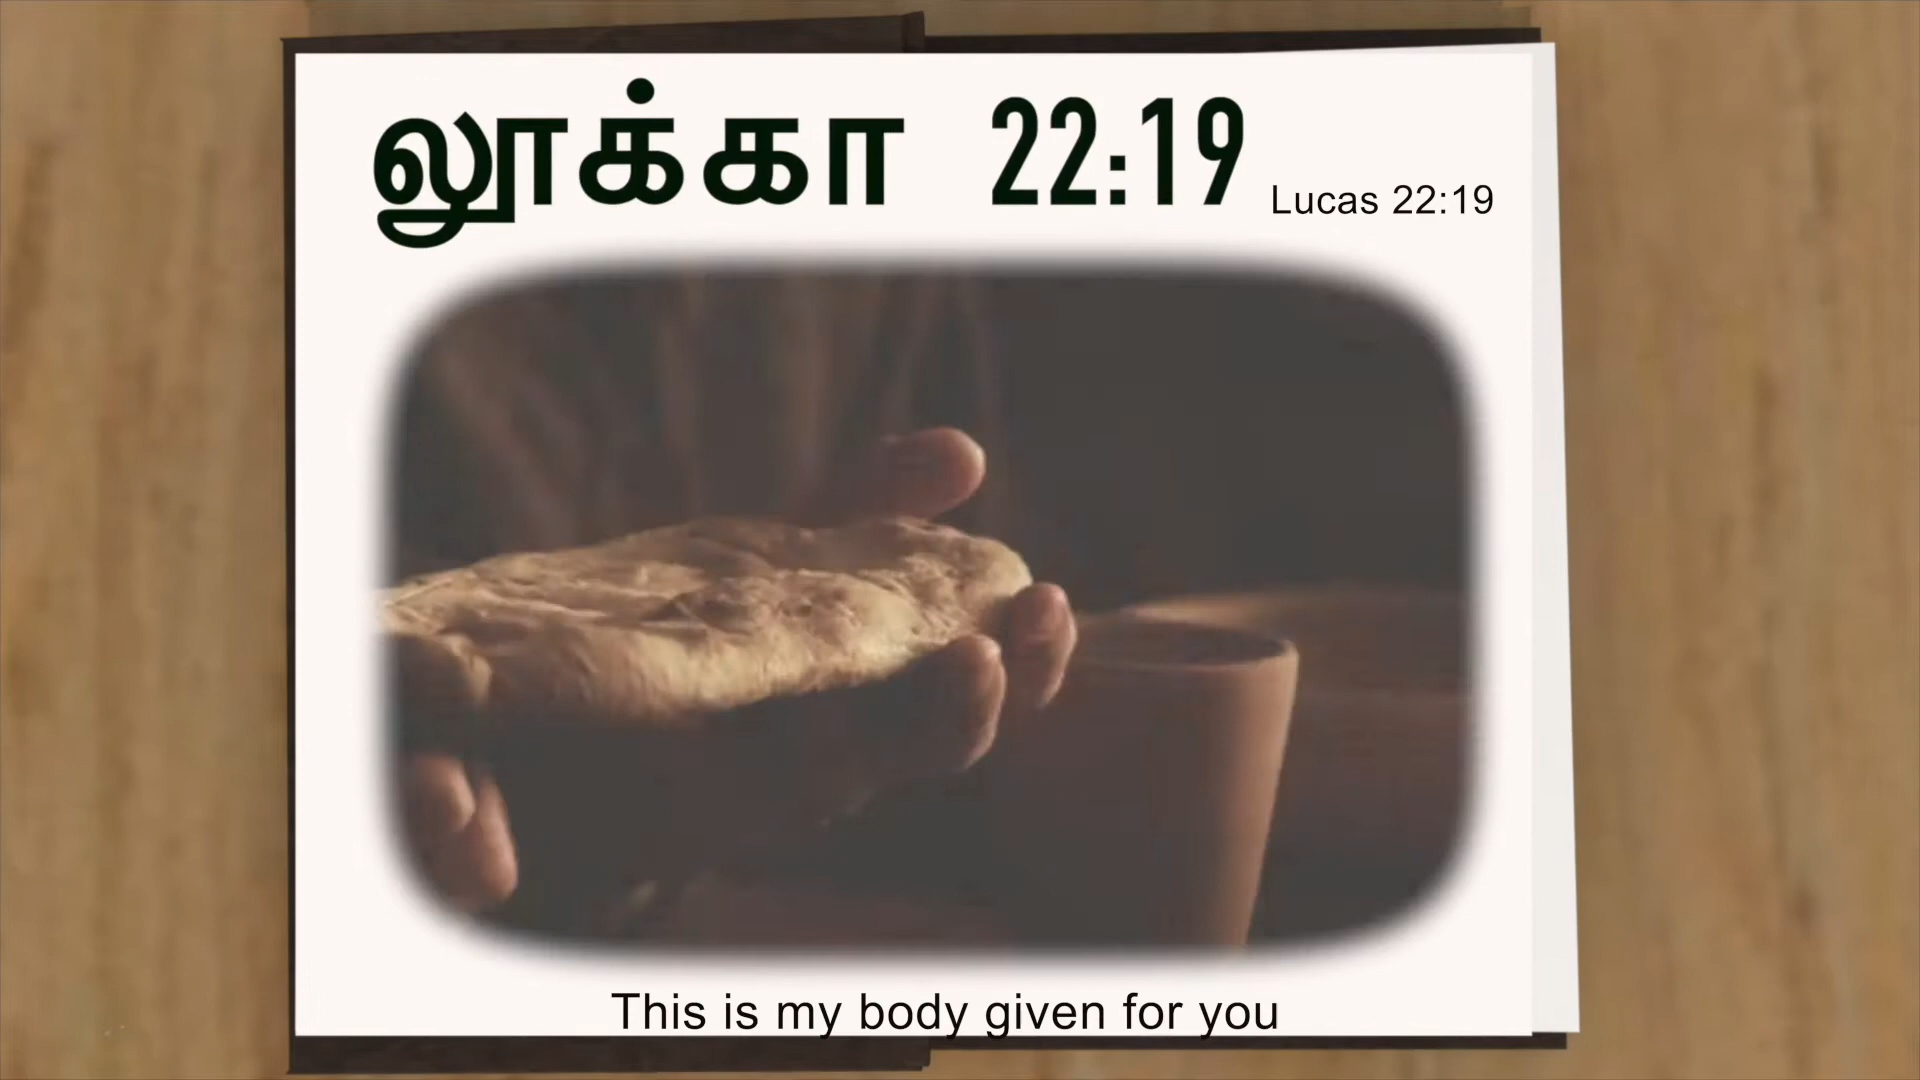 லூக்கா 22:19 Lucas 22:19
This is my body given for you